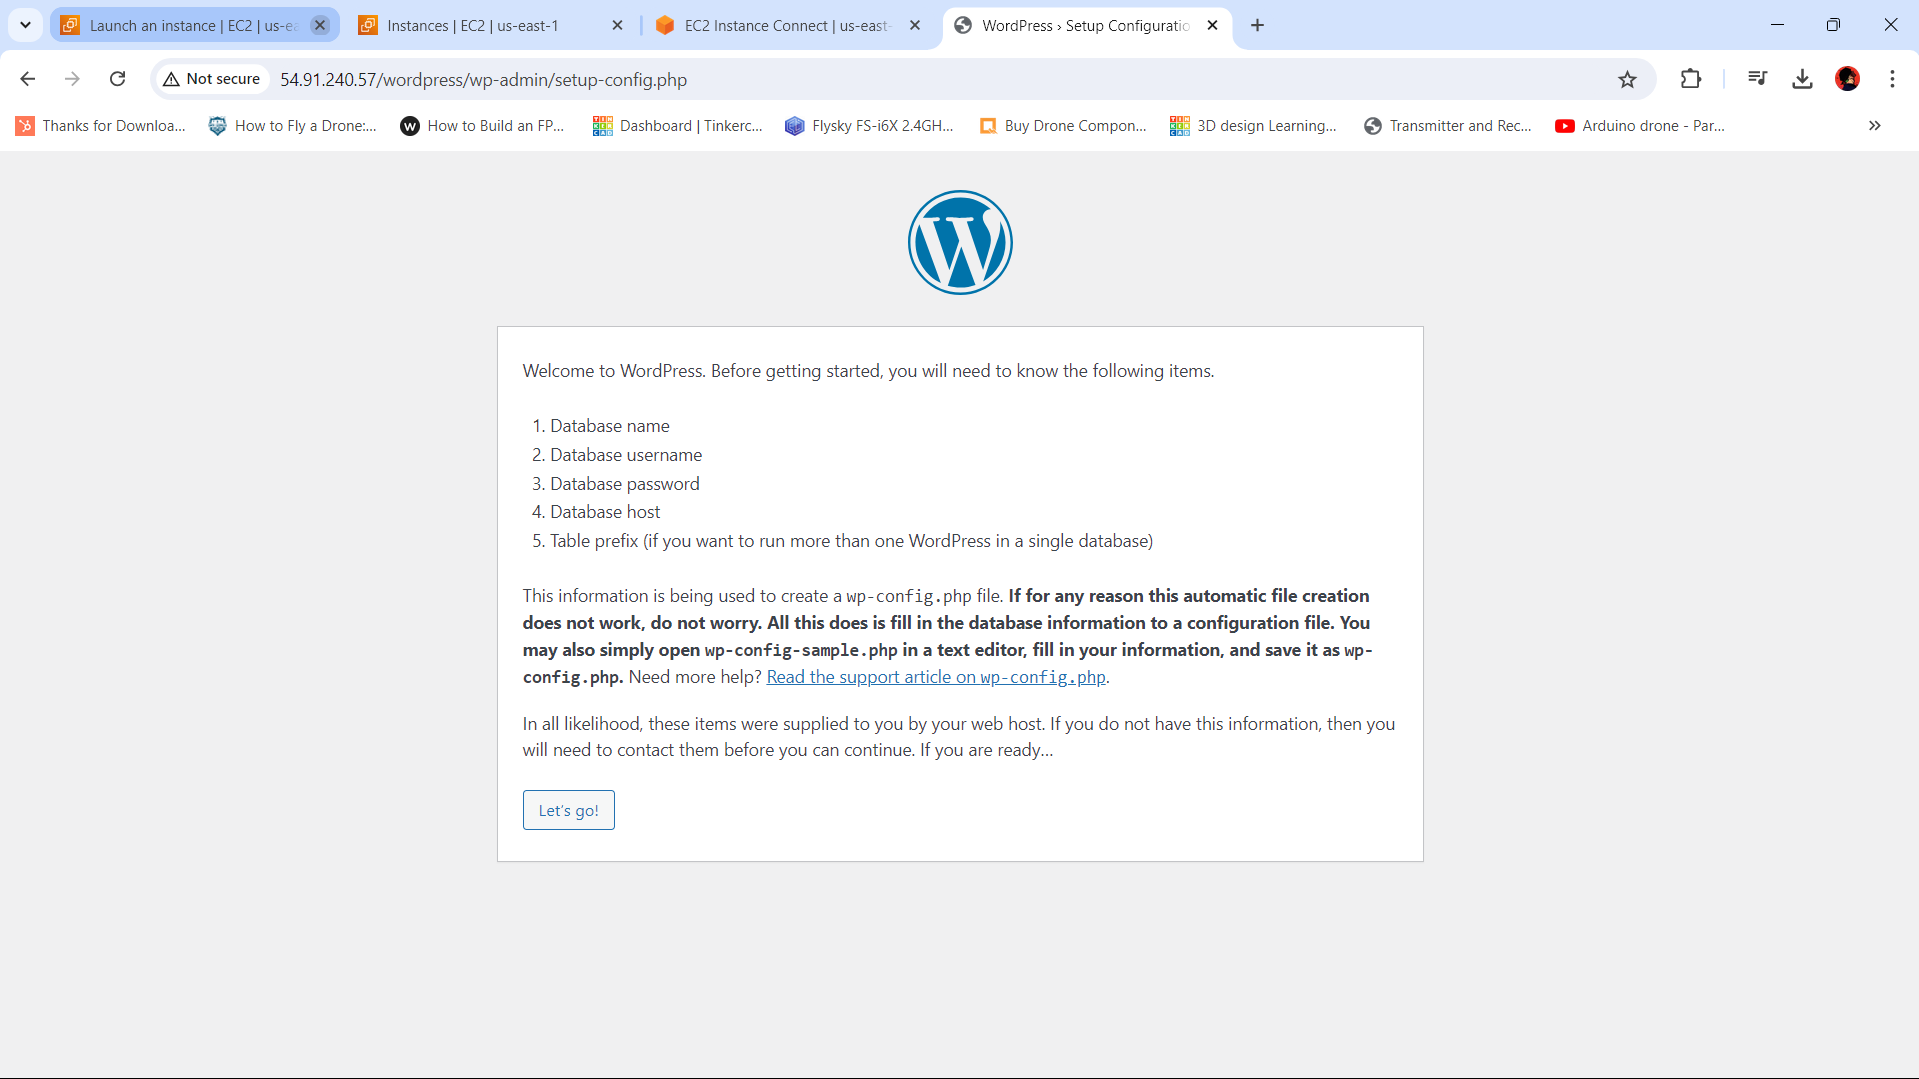 Launch an instance | EC2 | us-ea
Instances | EC2 | us-east-1
EC2 Instance Connect | us-east-
WordPress › Setup Configuratio
Not secure
54.91.240.57/wordpress/wp-admin/setup-config.php
Thanks for Downloa...
How to Fly a Drone:...
How to Build an FP...
Dashboard | Tinkerc...
Flysky FS-i6X 2.4GH...
Buy Drone Compon...
3D design Learning...
Transmitter and Rec...
Arduino drone - Par...
Welcome to WordPress. Before getting started, you will need to know the following items.
1. Database name
2. Database username
3. Database password
4. Database host
5. Table prefix (if you want to run more than one WordPress in a single database)
This information is being used to create a wp-config.php file. If for any reason this automatic file creation
does not work, do not worry. All this does is fill in the database information to a configuration file. You
may also simply open wp-config-sample.php in a text editor, fill in your information, and save it as wp-
config.php. Need more help? Read the support article on wp-config.php.
In all likelihood, these items were supplied to you by your web host. If you do not have this information, then you
will need to contact them before you can continue. If you are ready…
Let's go!